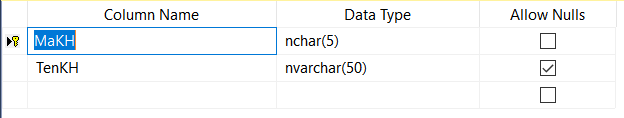 Column Name Data Type Allow Nulls
MaKH nchar(5)
TenKH nvarchar(50)